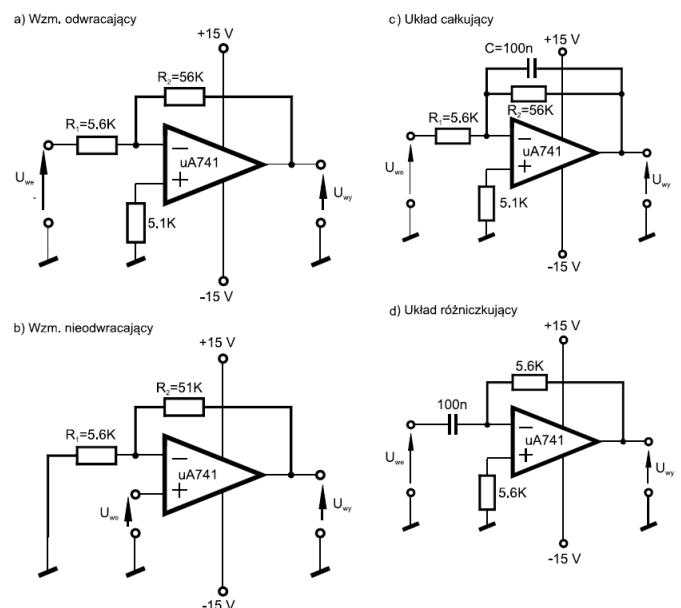 a) Wzm. odwracający
+15 V
R₂=56K
R₁=5.6K
−
uA741
+
Uwe
5.1K
Uwy
-15 V
b) Wzm. nieodwracający
+15 V
R₂=51K
R₁=5.6K
−
uA741
+
Uwe
Uwy
-15 V
c) Układ całkujący
+15 V
C=100n
R₂=56K
R₁=5.6K
−
uA741
+
Uwe
5.1K
Uwy
-15 V
d) Układ różniczkujący
+15 V
5.6K
100n
−
uA741
+
Uwe
5.6K
Uwy
-15 V